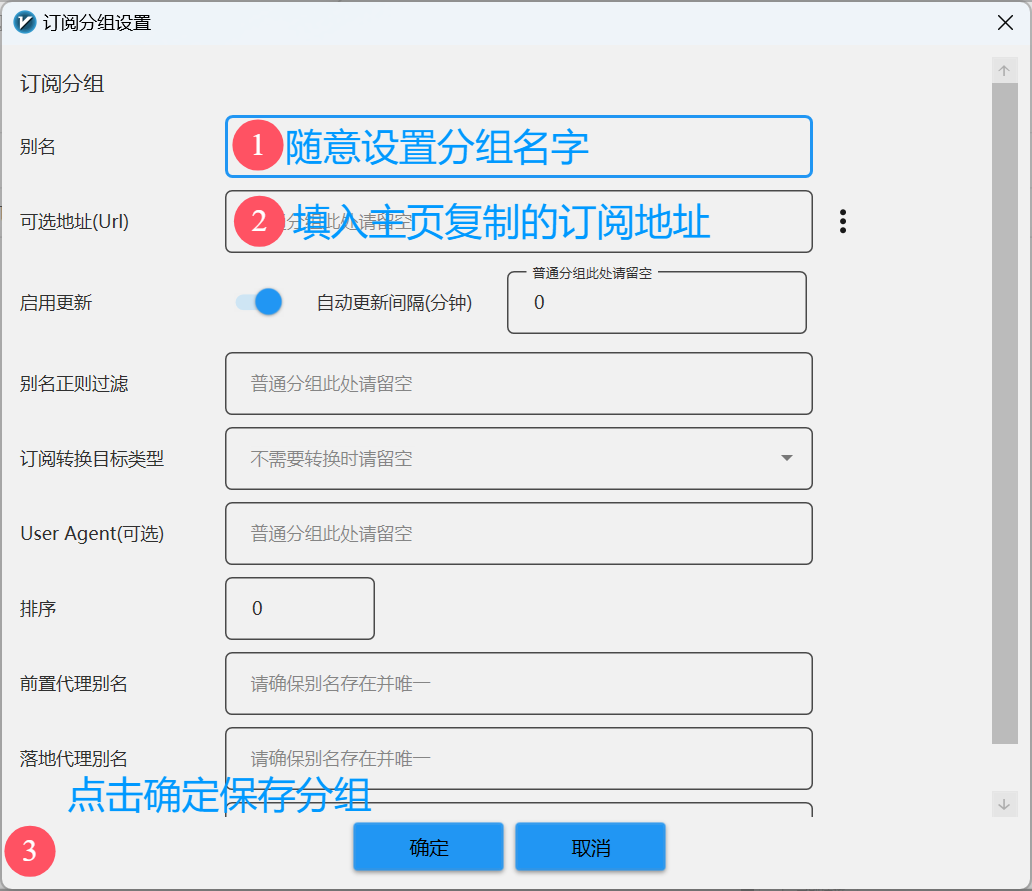 订阅分组设置
订阅分组
别名
1 随意设置分组名字
可选地址(Url)
2 填入主页复制的订阅地址
启用更新
自动更新间隔(分钟)
普通分组此处请留空
0
别名正则过滤
普通分组此处请留空
订阅转换目标类型
不需要转换时请留空
User Agent(可选)
普通分组此处请留空
排序
0
前置代理别名
请确保别名存在并唯一
落地代理别名
请确保别名存在并唯一
点击确定保存分组
3
确定
取消